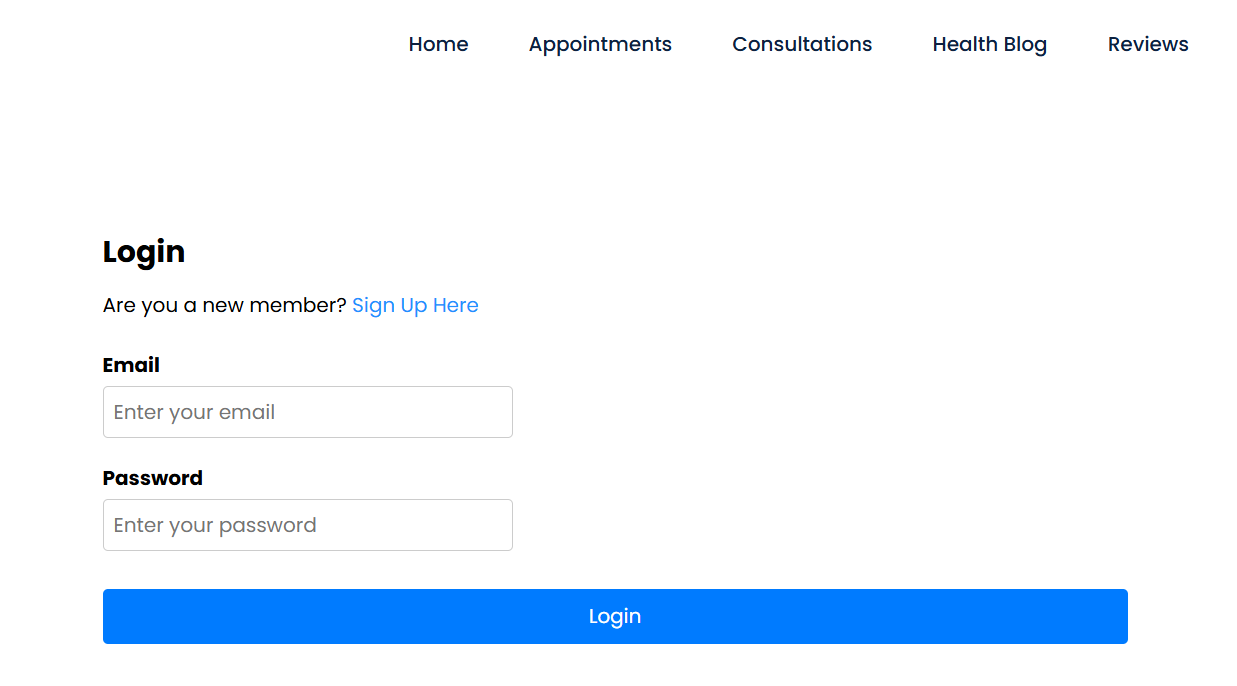 Home Appointments Consultations Health Blog Reviews
Login
Are you a new member? Sign Up Here
Email
Enter your email
Password
Enter your password
Login